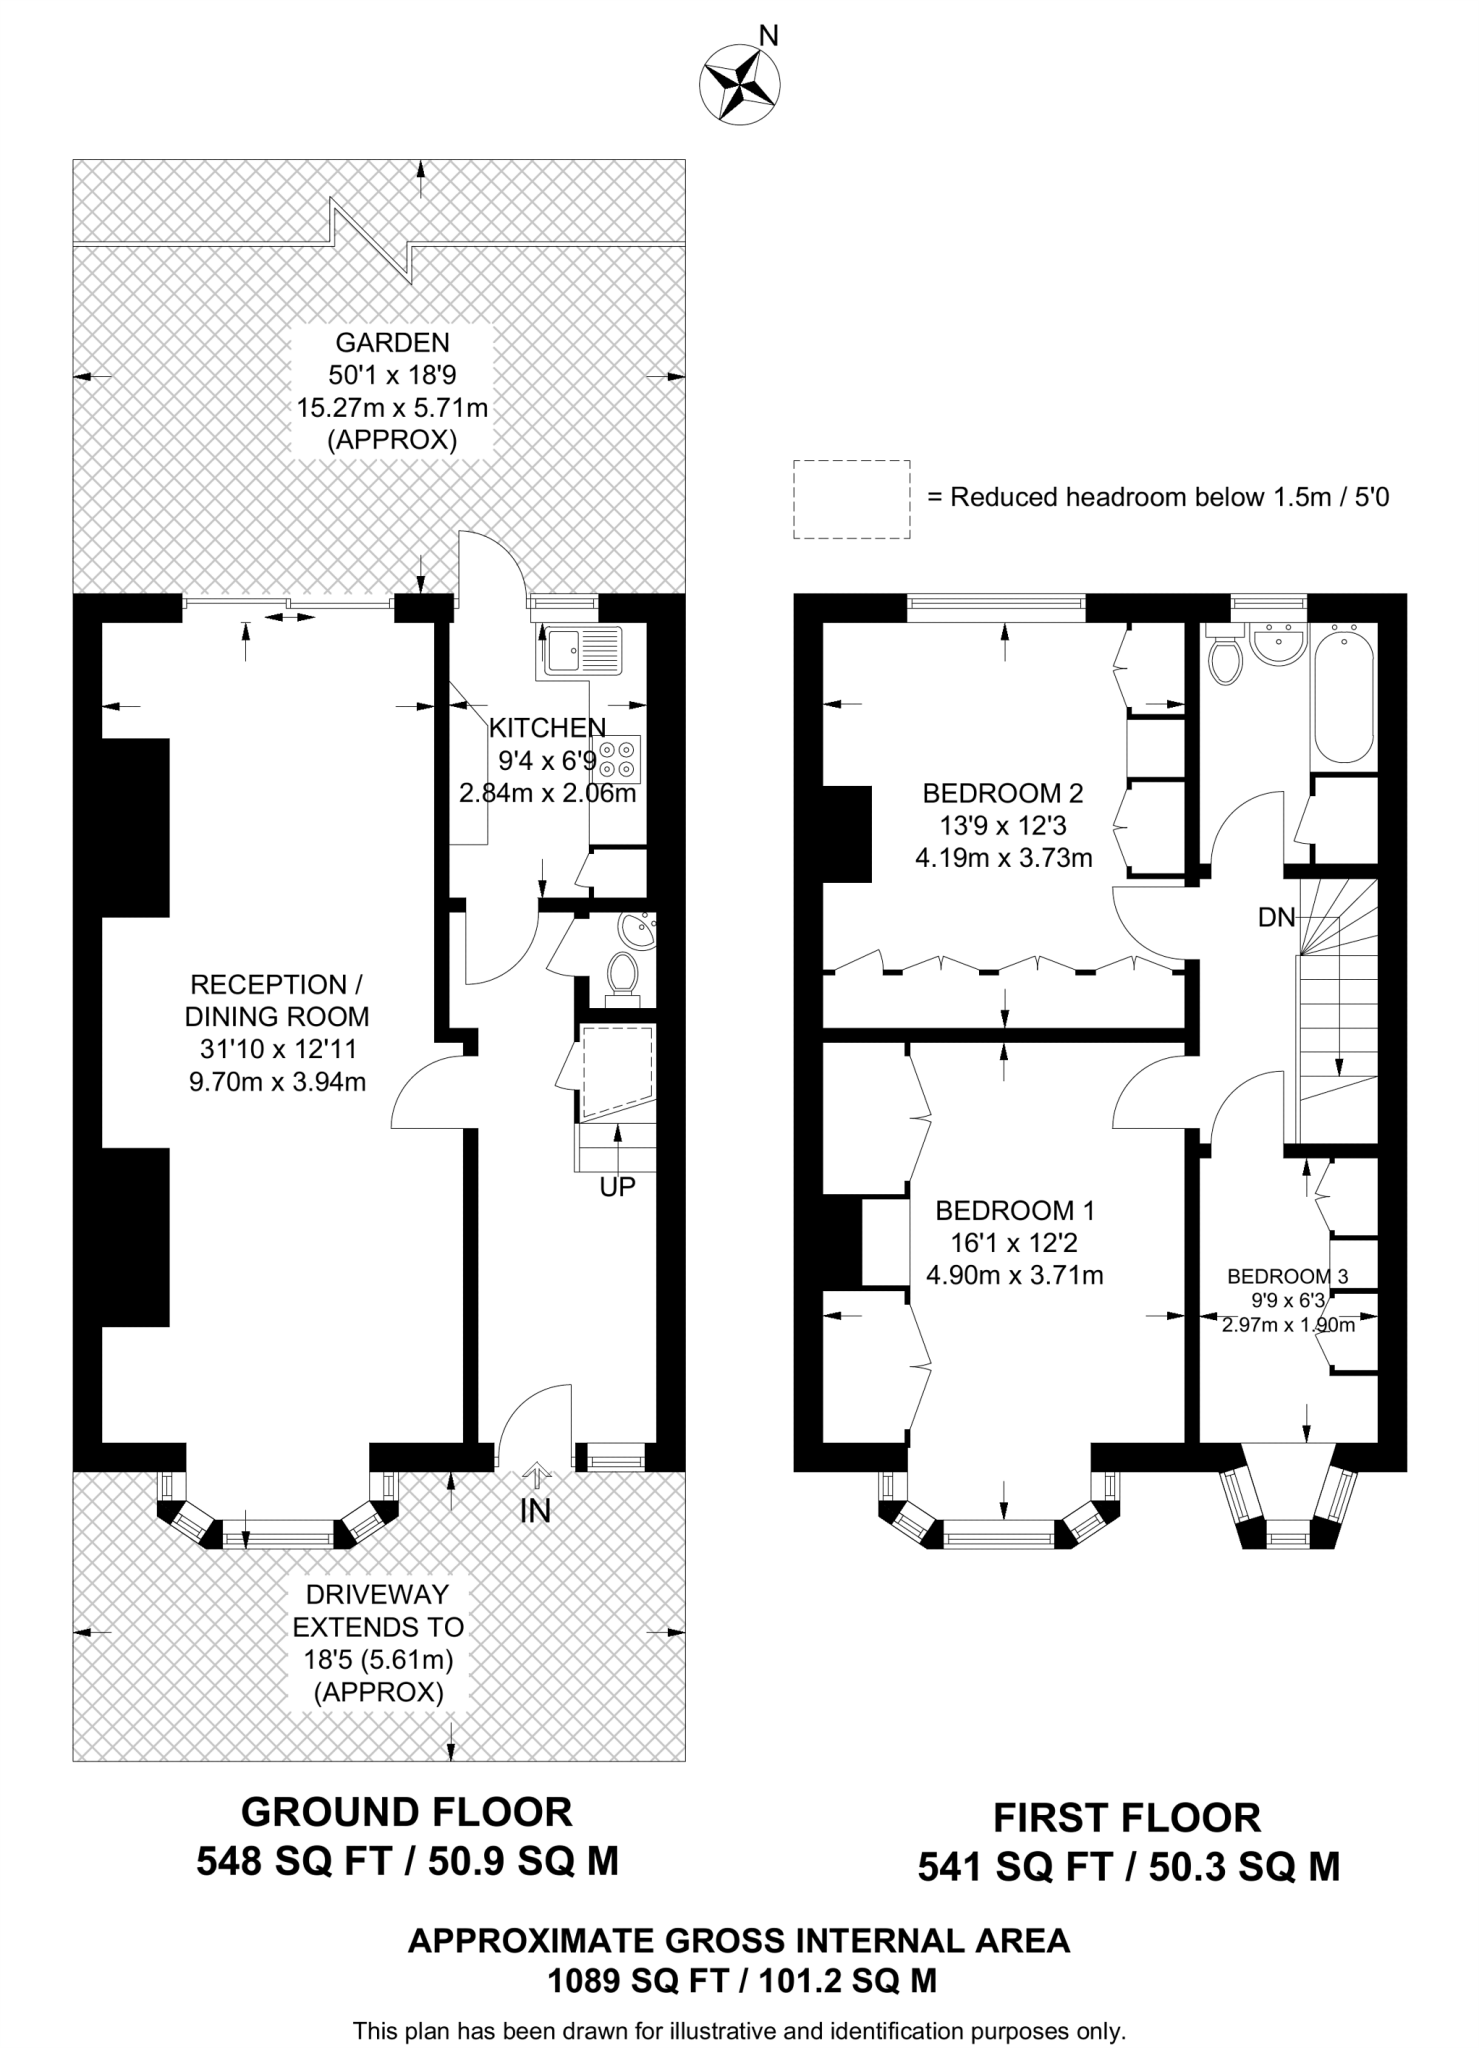 N
GARDEN
50'1 x 18'9
15.27m x 5.71m
(APPROX)
= Reduced headroom below 1.5m / 5'0
KITCHEN
9'4 x 6'9
2.84m x 2.06m
RECEPTION /
DINING ROOM
31'10 x 12'11
9.70m x 3.94m
UP
IN
DRIVEWAY
EXTENDS TO
18'5 (5.61m)
(APPROX)
BEDROOM 2
13'9 x 12'3
4.19m x 3.73m
DN
BEDROOM 1
16'1 x 12'2
4.90m x 3.71m
BEDROOM 3
9'9 x 6'3
2.97m x 1.90m
GROUND FLOOR
548 SQ FT / 50.9 SQ M
FIRST FLOOR
541 SQ FT / 50.3 SQ M
APPROXIMATE GROSS INTERNAL AREA
1089 SQ FT / 101.2 SQ M
This plan has been drawn for illustrative and identification purposes only.